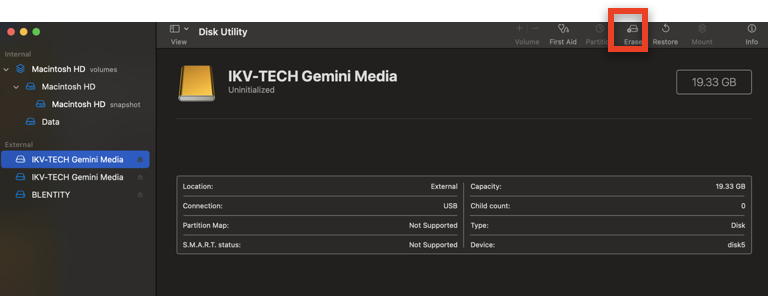 Disk Utility
View
Volume
First Aid
Partition
Erase
Restore
Mount
Info
Internal
Macintosh HD volumes
Macintosh HD
Macintosh HD snapshot
Data
External
IKV-TECH Gemini Media
IKV-TECH Gemini Media
BLENTITY
IKV-TECH Gemini Media
Uninitialized
19.33 GB
Location: External
Connection: USB
Partition Map: Not Supported
S.M.A.R.T. status: Not Supported
Capacity: 19.33 GB
Child count: 0
Type: Disk
Device: disk5